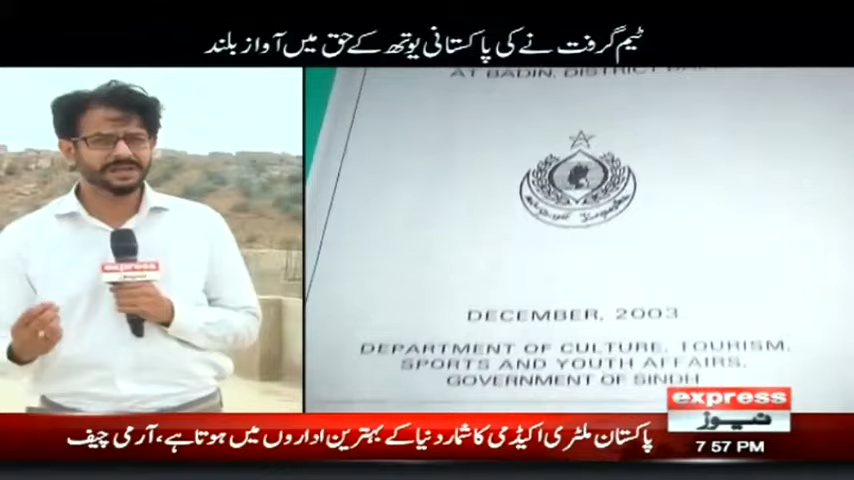 ٹیم گرفت نے کی پاکستانی یوتھ کے حق میں آواز بلند
AT BADIN, DISTRICT
DECEMBER, 2003
DEPARTMENT OF CULTURE, TOURISM,
SPORTS AND YOUTH AFFAIRS,
GOVERNMENT OF SINDH
express
express
نیوز
7:57 PM
پاکستان ملٹری اکیڈمی کا شمار دنیا کے بہترین اداروں میں ہوتا ہے، آرمی چیف